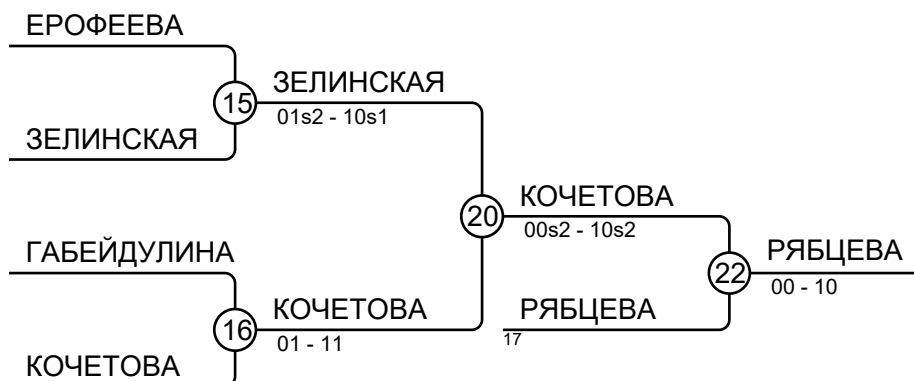 ЕРОФЕЕВА
15
ЗЕЛИНСКАЯ
01s2 - 10s1
ЗЕЛИНСКАЯ
20
КОЧЕТОВА
00s2 - 10s2
ГАБЕЙДУЛИНА
22
РЯБЦЕВА
00 - 10
16
КОЧЕТОВА
01 - 11
РЯБЦЕВА
17
КОЧЕТОВА